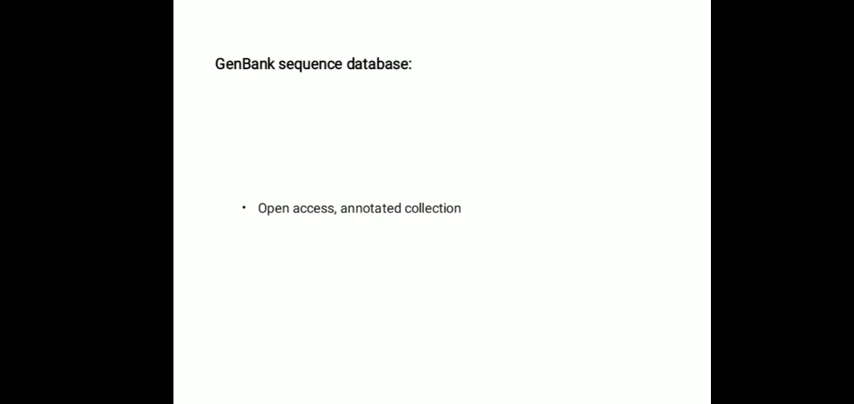 GenBank sequence database:
• Open access, annotated collection